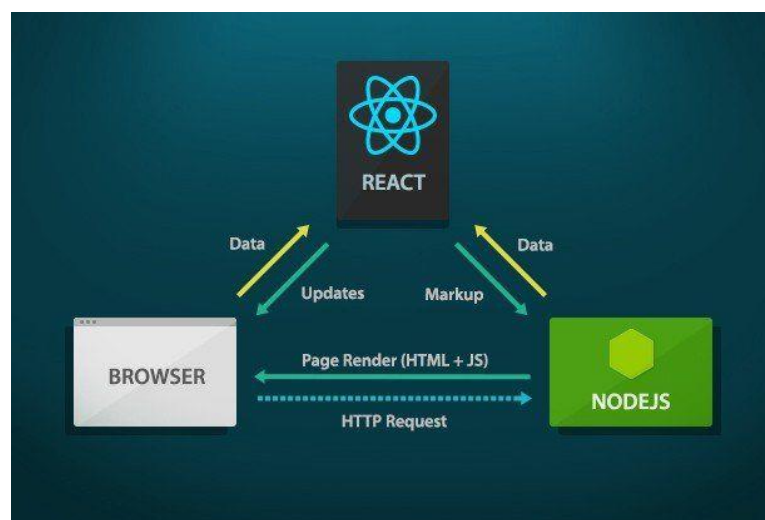 REACT
Data
Data
Updates
Markup
Page Render (HTML + JS)
BROWSER
NODEJS
HTTP Request